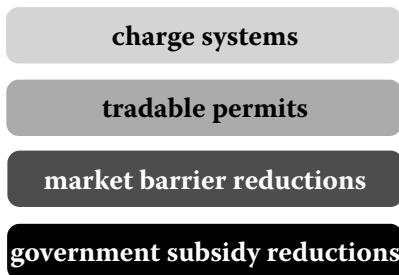 charge systems
tradable permits
market barrier reductions
government subsidy reductions